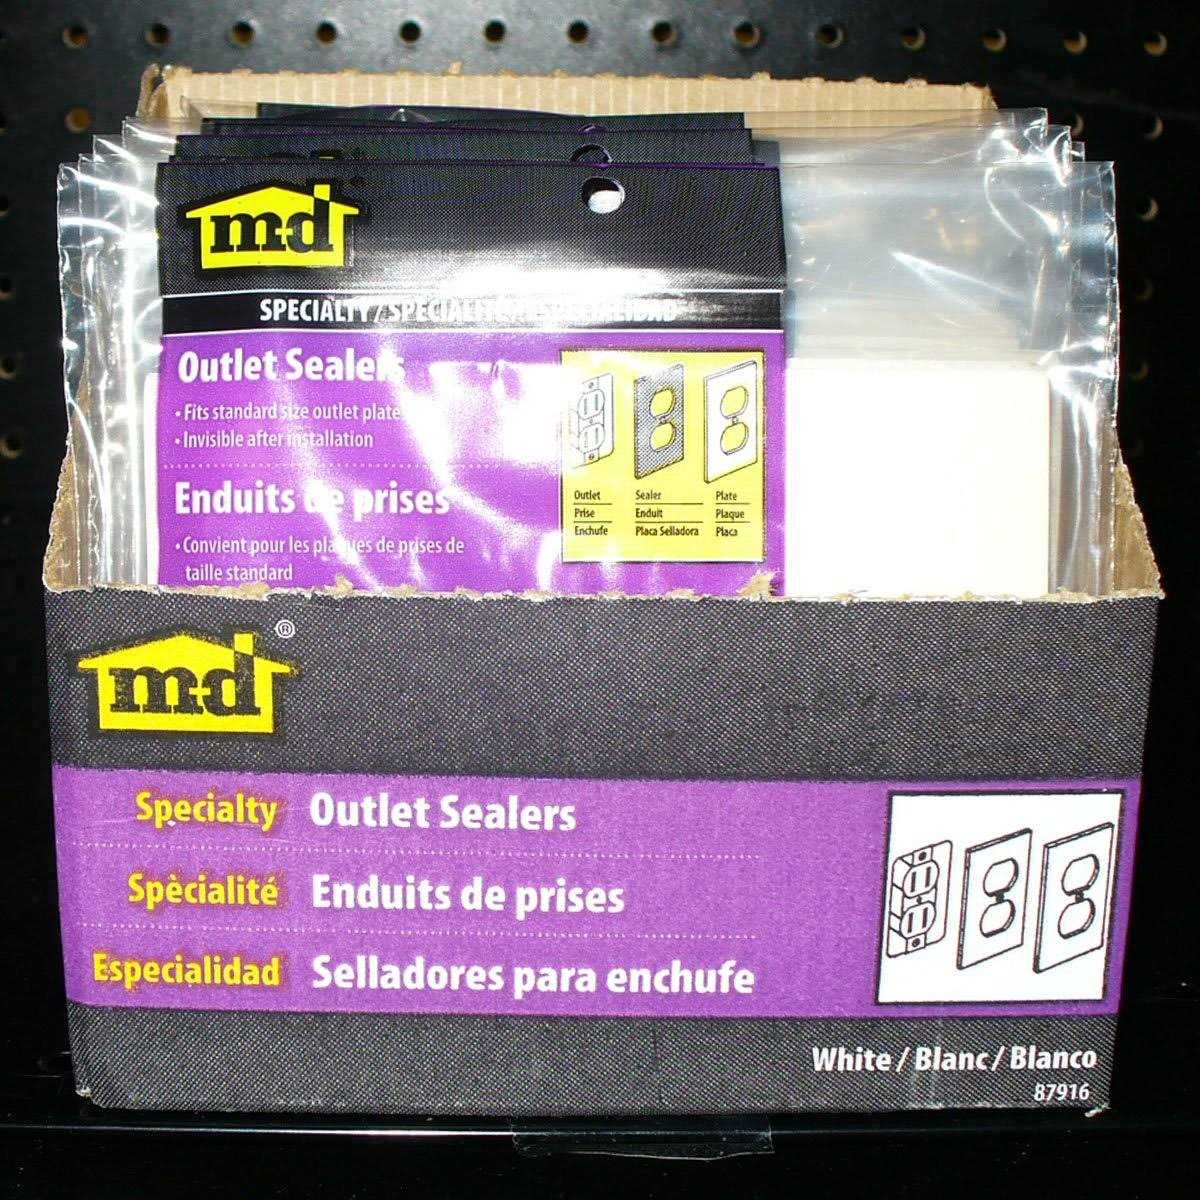 m-d
SPECIALTY / SPÉCIALITÉ / ESPECIALIDAD
Outlet Sealers
• Fits standard size outlet plate
• Invisible after installation
Enduits de prises
• Convient pour les plaques de prises de
taille standard
Outlet Sealer Plate
Prise Enduit Plaque
Enchufe Placa Selladora Placa
m-d ®
Specialty Outlet Sealers
Spècialité Enduits de prises
Especialidad Selladores para enchufe
White / Blanc / Blanco
87916